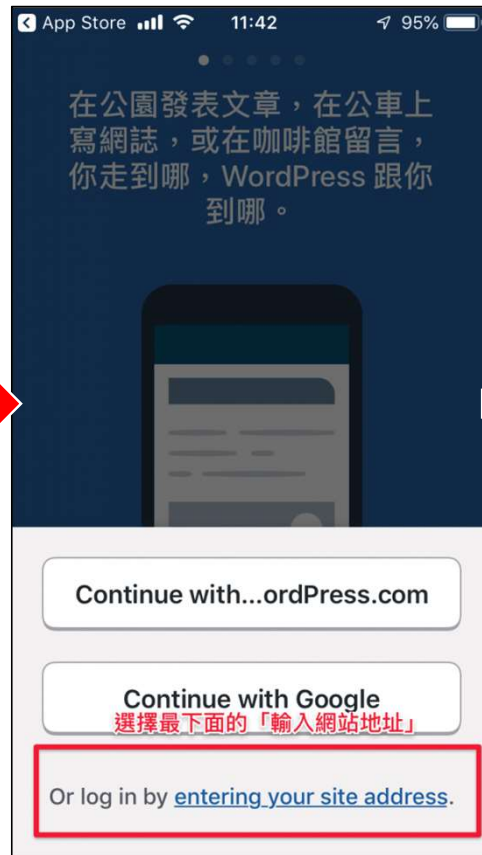 App Store 11:42 95%
在公園發表文章，在公車上
寫網誌，或在咖啡館留言，
你走到哪，WordPress 跟你
到哪。
Continue with...ordPress.com
Continue with Google
選擇最下面的「輸入網站地址」
Or log in by entering your site address.